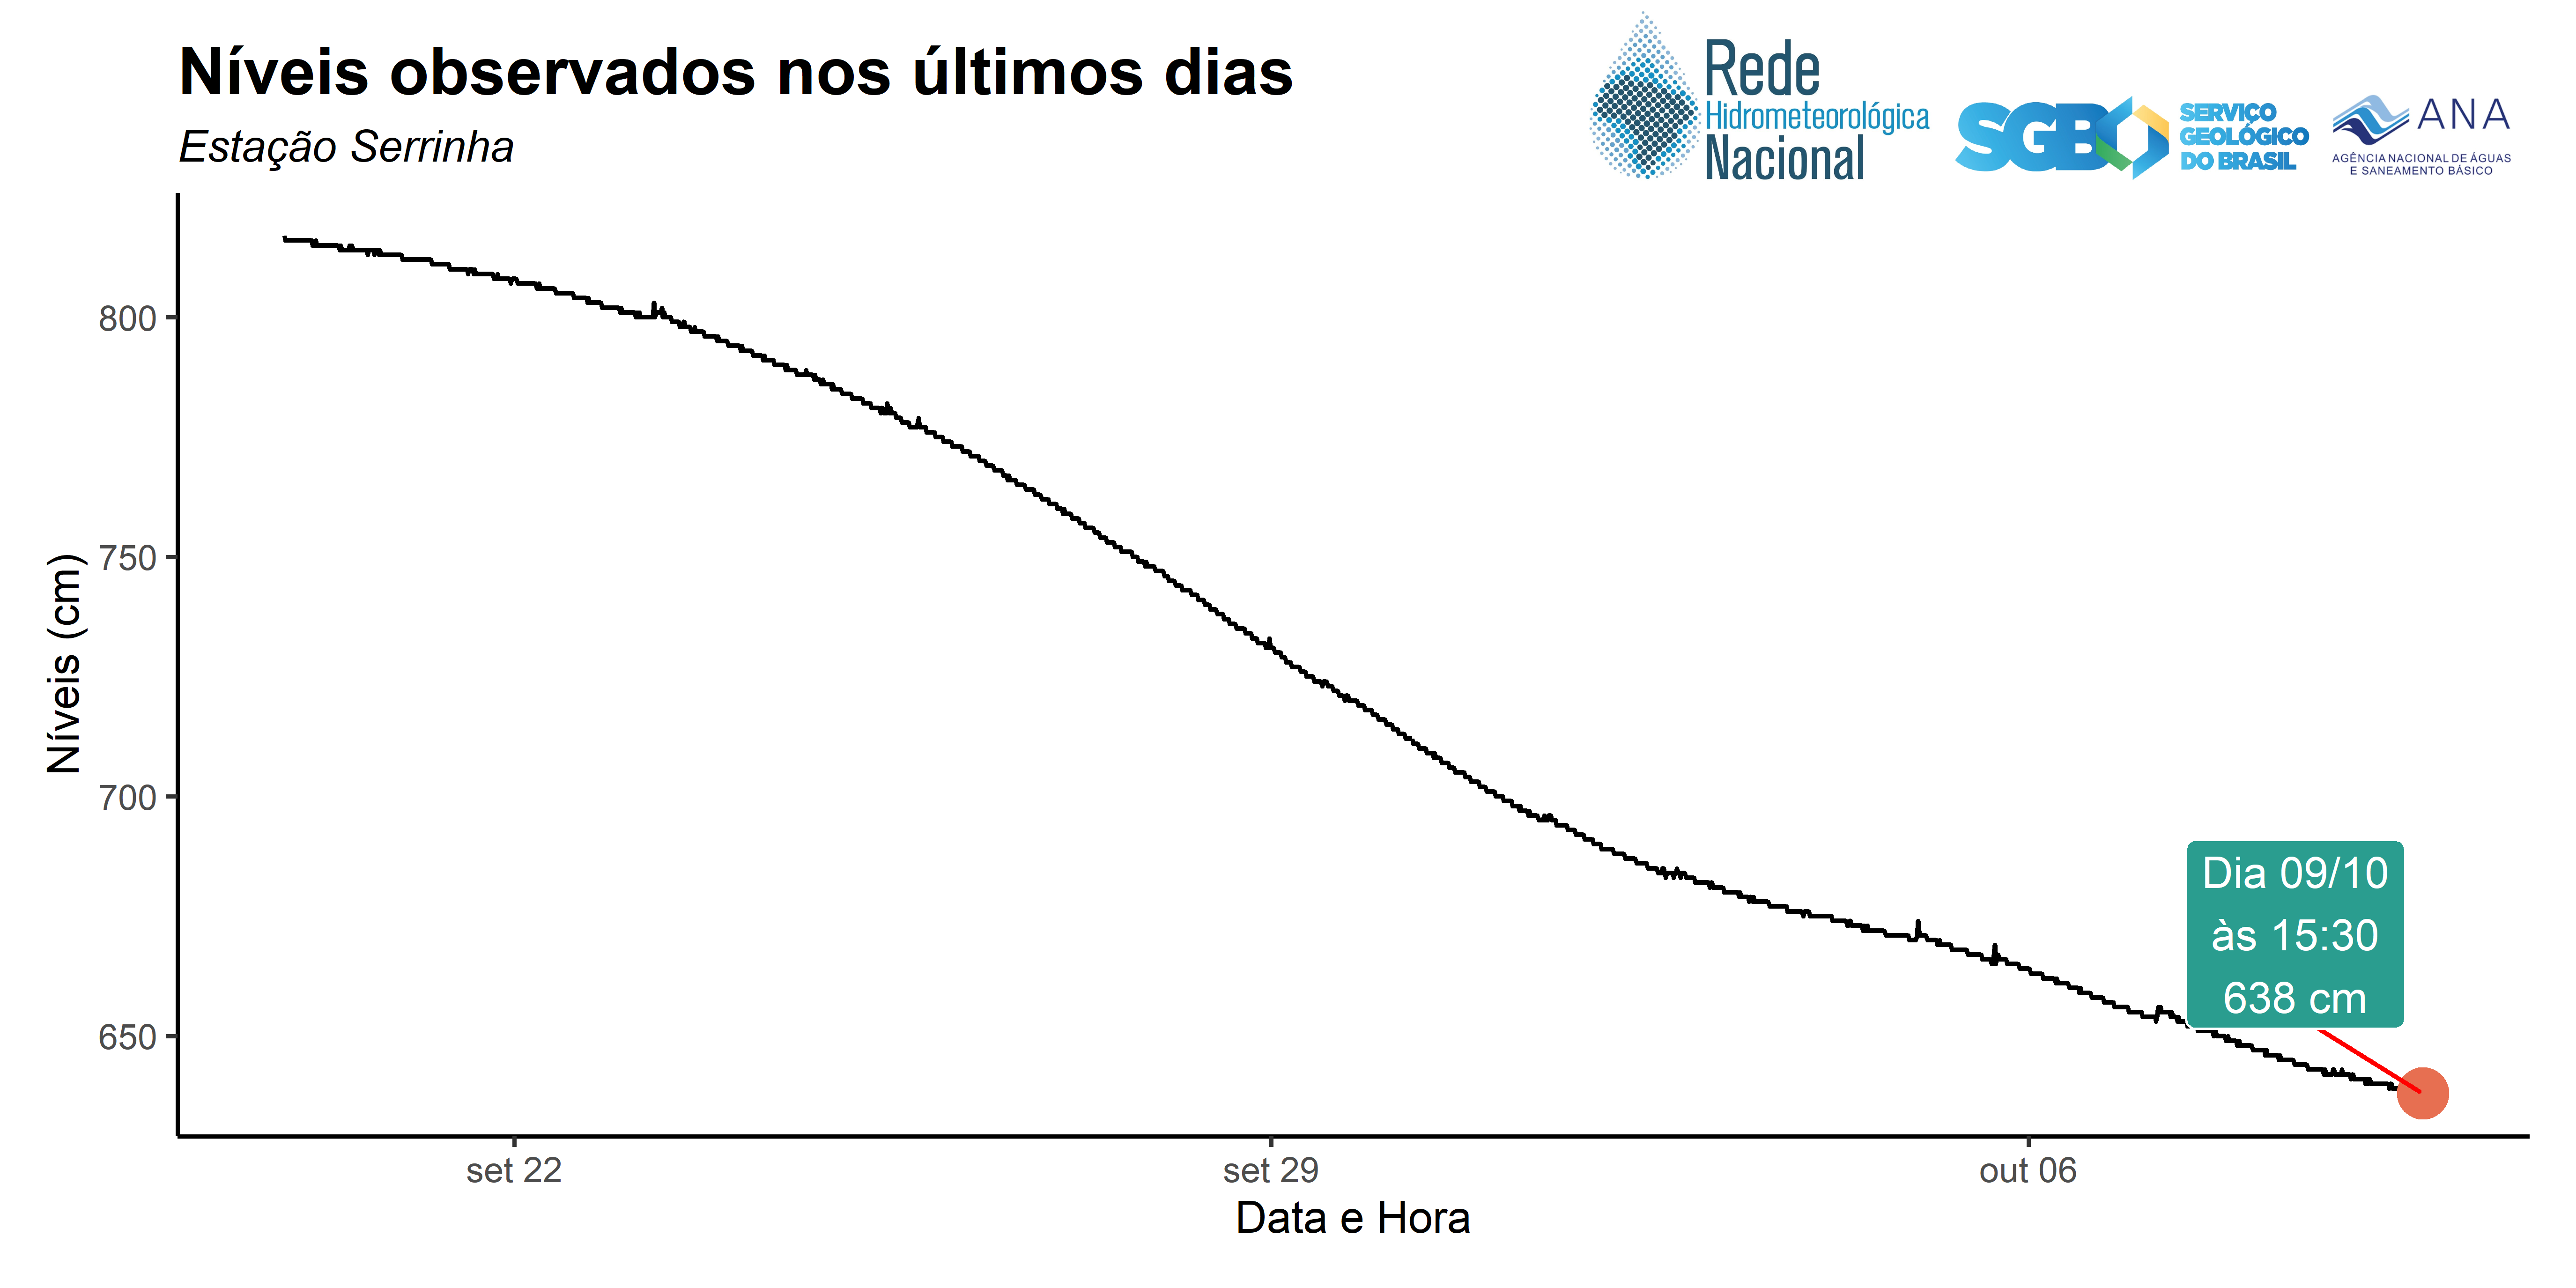 Níveis observados nos últimos dias
Estação Serrinha
Rede
Hidrometeorológica
Nacional
SGB
SERVIÇO
GEOLÓGICO
DO BRASIL
ANA
AGÊNCIA NACIONAL DE ÁGUAS
E SANEAMENTO BÁSICO
Níveis (cm)
800
750
700
650
Dia 09/10
às 15:30
638 cm
set 22
set 29
out 06
Data e Hora